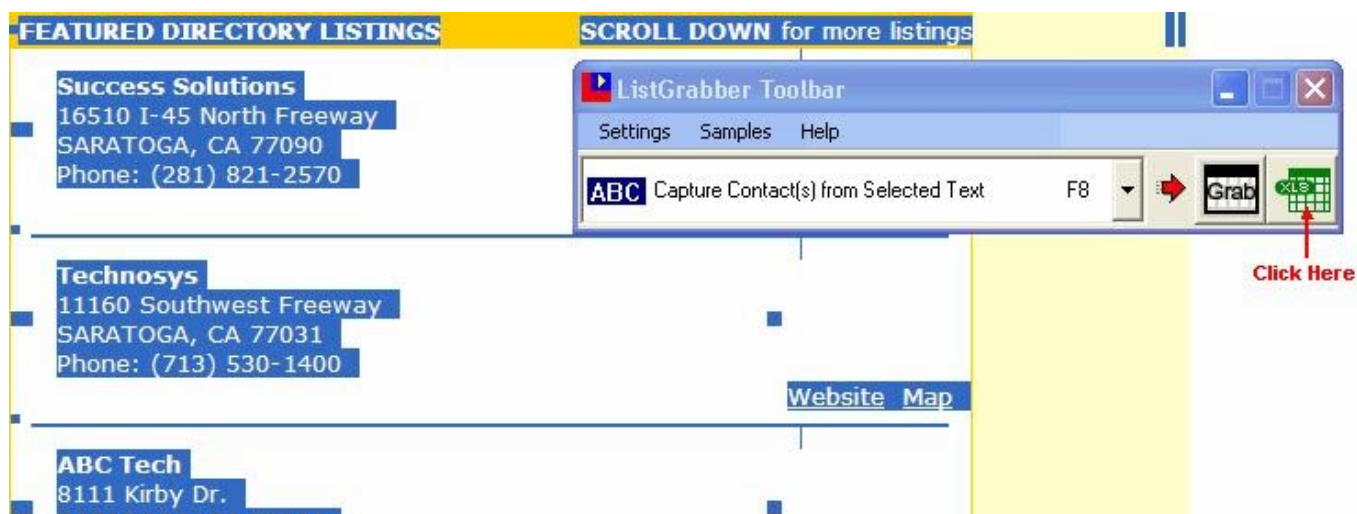 FEATURED DIRECTORY LISTINGS
SCROLL DOWN for more listings
Success Solutions
16510 I-45 North Freeway
SARATOGA, CA 77090
Phone: (281) 821-2570
ListGrabber Toolbar
Settings Samples Help
ABC Capture Contact(s) from Selected Text F8
Grab
XLS
Click Here
Technosys
11160 Southwest Freeway
SARATOGA, CA 77031
Phone: (713) 530-1400
Website Map
ABC Tech
8111 Kirby Dr.